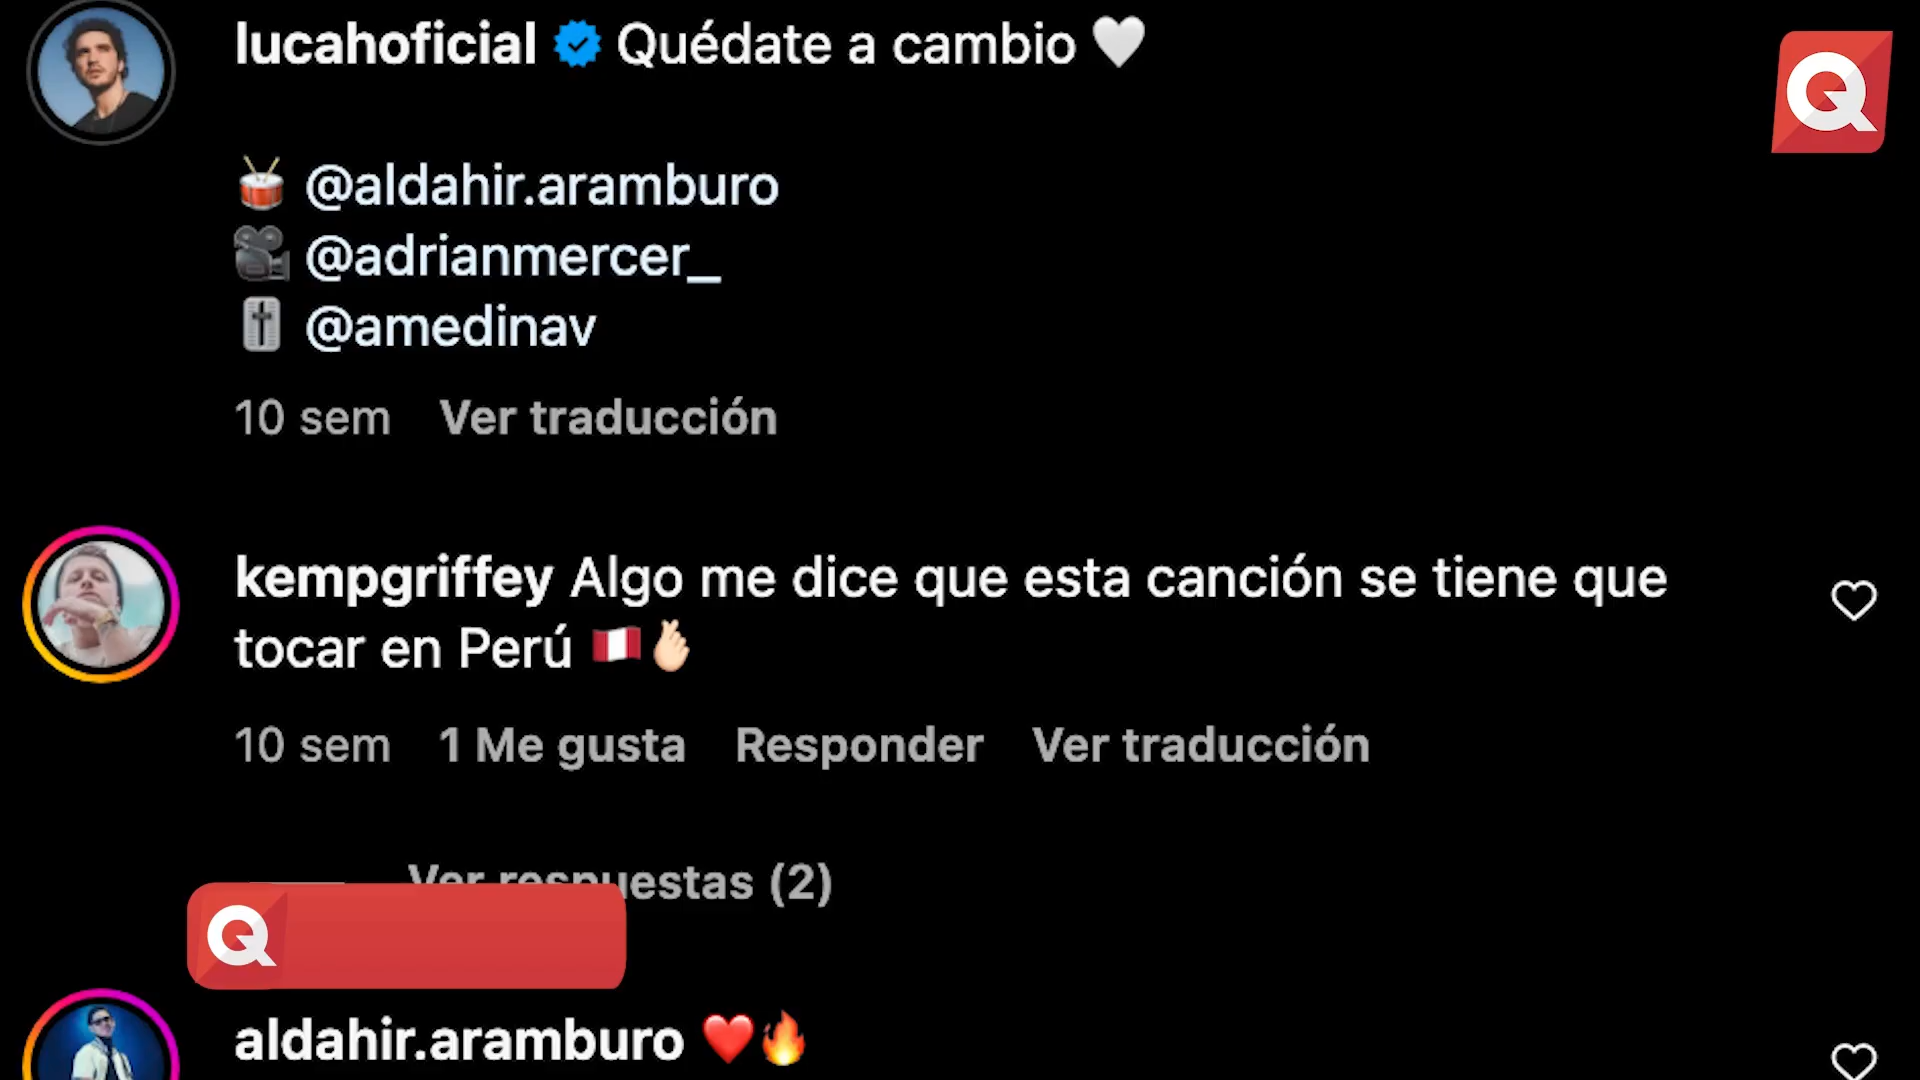 lucahoficial Quédate a cambio 🤍
🥁 @aldahir.aramburo
🎥 @adrianmercer_
🎚 @amedinav
10 sem Ver traducción
kempgriffey Algo me dice que esta canción se tiene que
tocar en Perú 🇵🇪🫰🏻
10 sem 1 Me gusta Responder Ver traducción
Ver respuestas (2)
aldahir.aramburo ❤️🔥